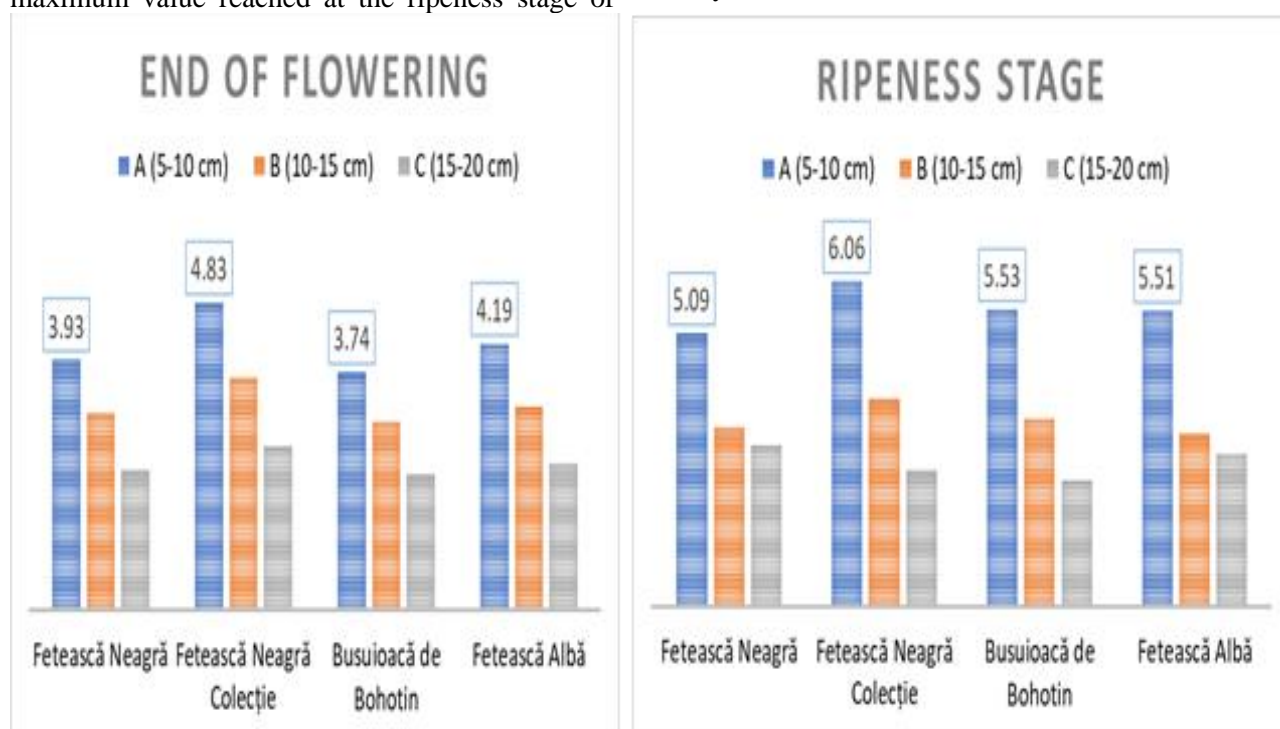 maximum value reached at the ripeness stage of
END OF FLOWERING
A (5-10 cm) B (10-15 cm) C (15-20 cm)
3.93
4.83
3.74
4.19
Fetească Neagră Fetească Neagră Colecție Busuioacă de Bohotin Fetească Albă
RIPENESS STAGE
A (5-10 cm) B (10-15 cm) C (15-20 cm)
5.09
6.06
5.53
5.51
Fetească Neagră Fetească Neagră Colecție Busuioacă de Bohotin Fetească Albă